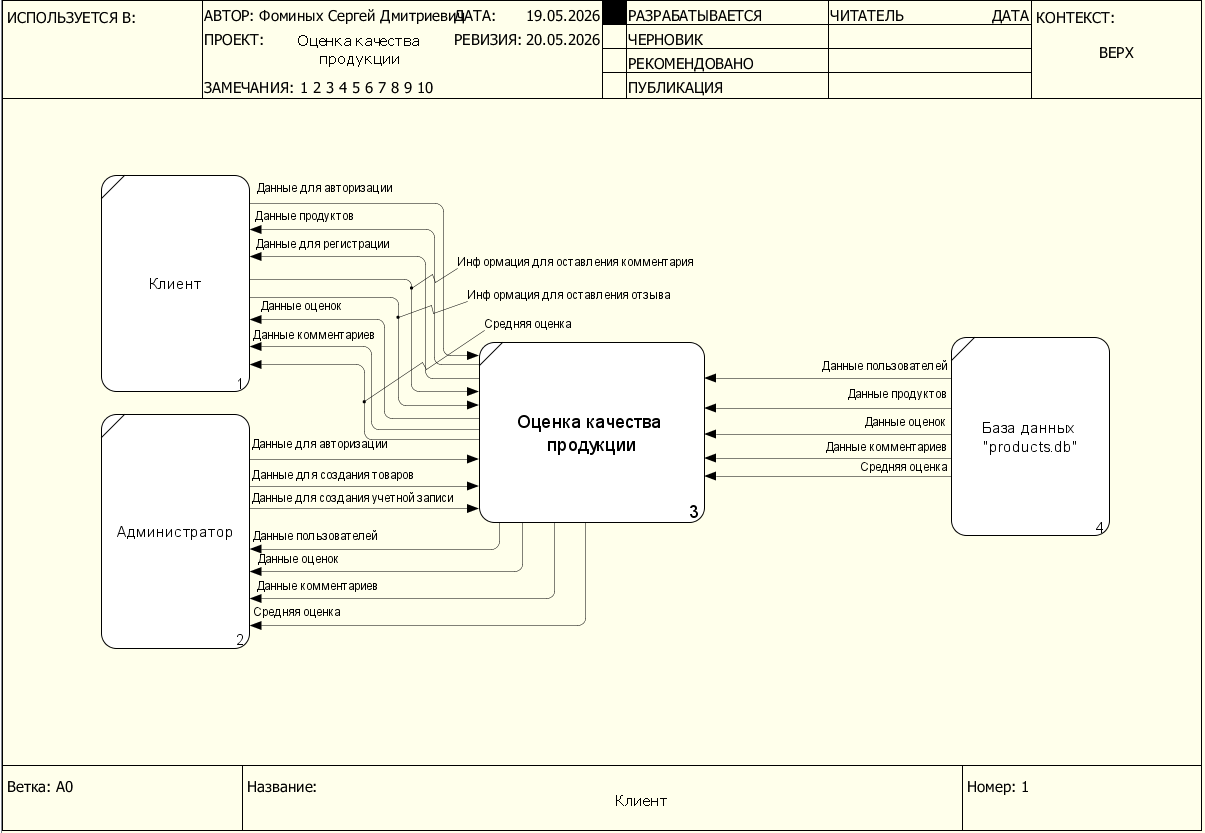 ИСПОЛЬЗУЕТСЯ В:
АВТОР: Фоминых Сергей Дмитриевич
ДАТА: 19.05.2026
ПРОЕКТ: Оценка качества
продукции
РЕВИЗИЯ: 20.05.2026
ЗАМЕЧАНИЯ: 1 2 3 4 5 6 7 8 9 10
РАЗРАБАТЫВАЕТСЯ
ЧЕРНОВИК
РЕКОМЕНДОВАНО
ПУБЛИКАЦИЯ
ЧИТАТЕЛЬ ДАТА
КОНТЕКСТ:
ВЕРХ
Клиент
1
Данные для авторизации
Данные продуктов
Данные для регистрации
Информация для оставления комментария
Информация для оставления отзыва
Данные оценок
Средняя оценка
Данные комментариев
Оценка качества
продукции
3
Данные пользователей
Данные продуктов
Данные оценок
Данные комментариев
Средняя оценка
База данных
"products.db"
4
Администратор
2
Данные для авторизации
Данные для создания товаров
Данные для создания учетной записи
Данные пользователей
Данные оценок
Данные комментариев
Средняя оценка
Ветка: A0
Название:
Клиент
Номер: 1